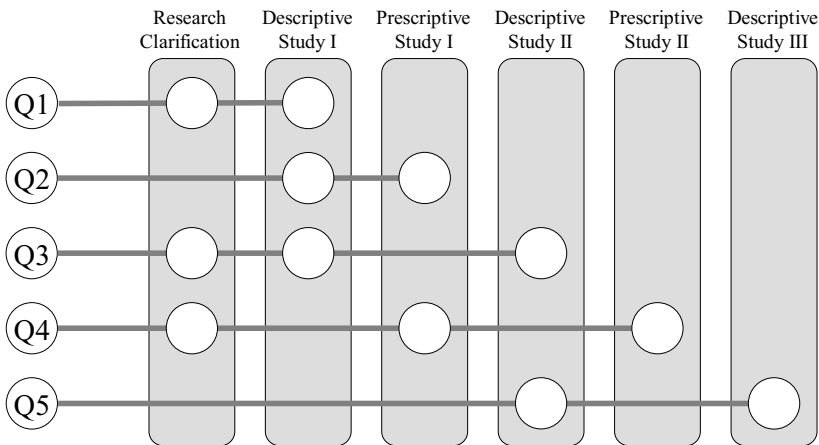 Research
Clarification
Descriptive
Study I
Prescriptive
Study I
Descriptive
Study II
Prescriptive
Study II
Descriptive
Study III
Q1
Q2
Q3
Q4
Q5